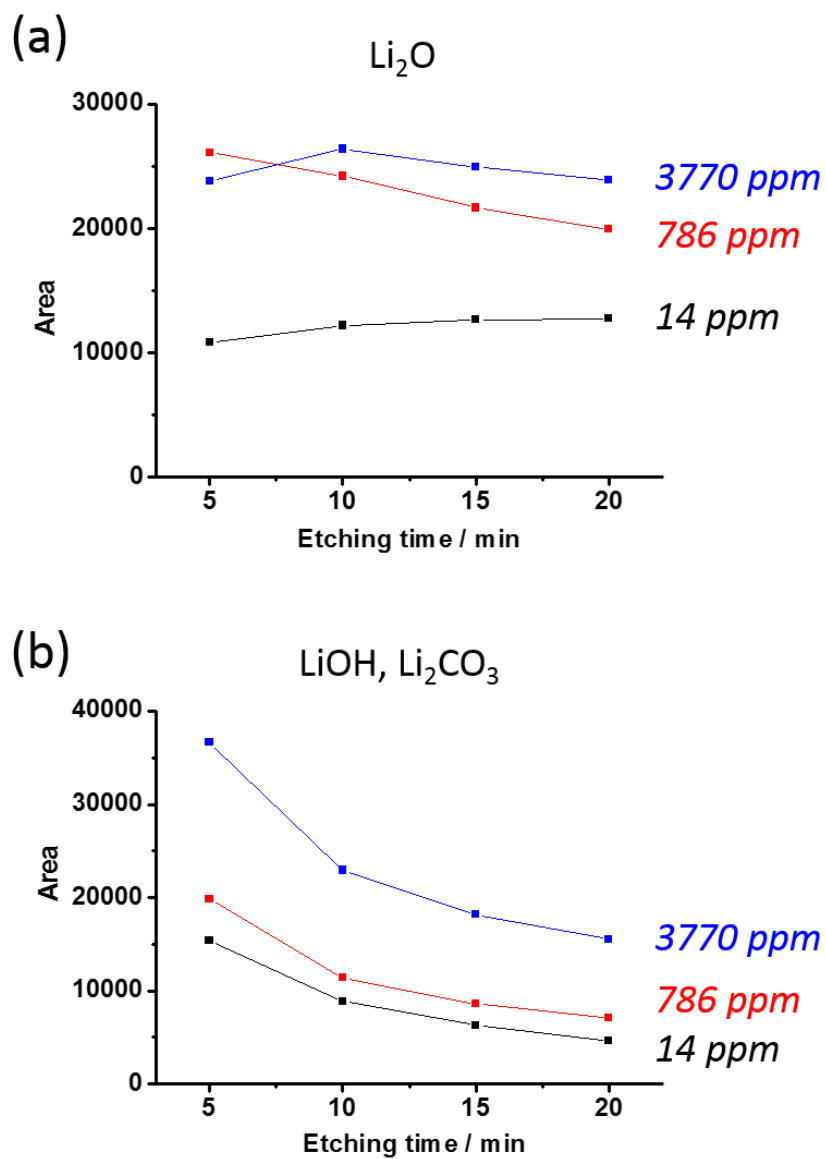 (a)
Li₂O
30000
20000
10000
0
Area
5 10 15 20
Etching time / min
3770 ppm
786 ppm
14 ppm
(b)
LiOH, Li₂CO₃
40000
30000
20000
10000
0
Area
5 10 15 20
Etching time / min
3770 ppm
786 ppm
14 ppm